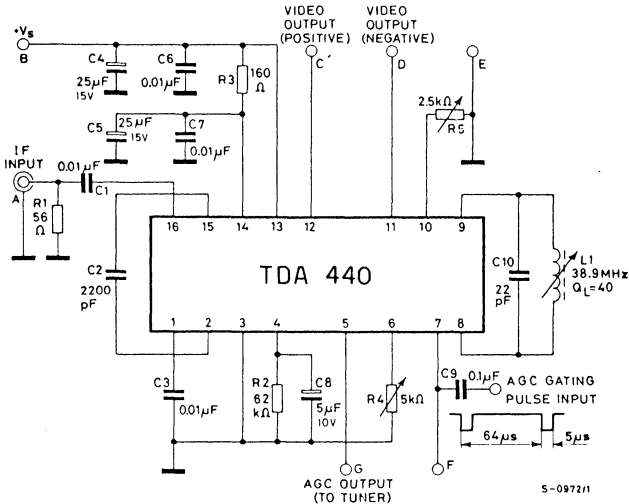 VIDEO OUTPUT (POSITIVE)
VIDEO OUTPUT (NEGATIVE)
+Vs
B
C4
25µF
15V
C6
0.01µF
R3
160
Ω
C'
D
E
2.5kΩ
R5
C5
25µF
15V
C7
0.01µF
IF
INPUT
A
0.01µF
C1
R1
56
Ω
16
15
14
13
12
11
10
9
C2
2200
pF
TDA 440
C10
22
pF
L1
38.9MHz
QL=40
1
2
3
4
5
6
7
8
C3
0.01µF
R2
62
kΩ
C8
5µF
10V
R4
5kΩ
C9
0.1µF
AGC GATING
PULSE INPUT
64µs
5µs
G
F
AGC OUTPUT
(TO TUNER)
S-0972/1